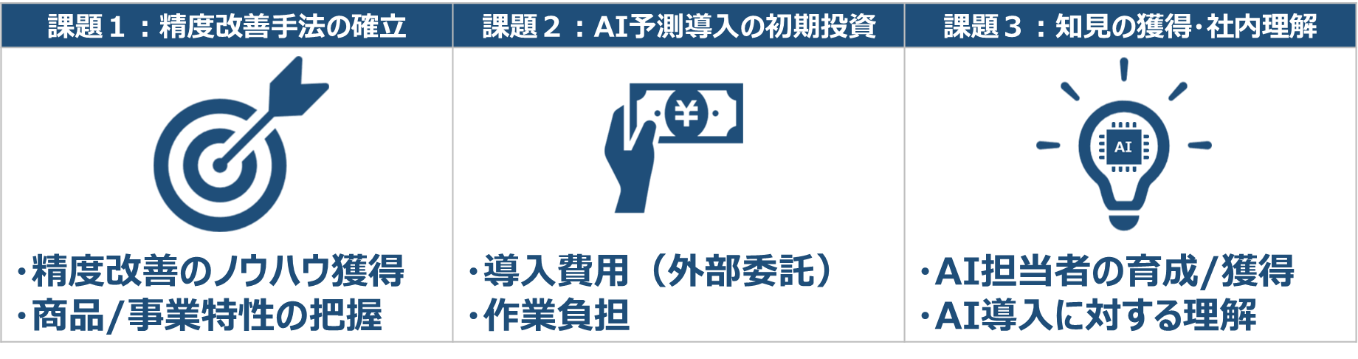 課題１：精度改善手法の確立
課題２：AI予測導入の初期投資
課題３：知見の獲得・社内理解
¥
AI
・精度改善のノウハウ獲得
・商品/事業特性の把握
・導入費用（外部委託）
・作業負担
・AI担当者の育成/獲得
・AI導入に対する理解